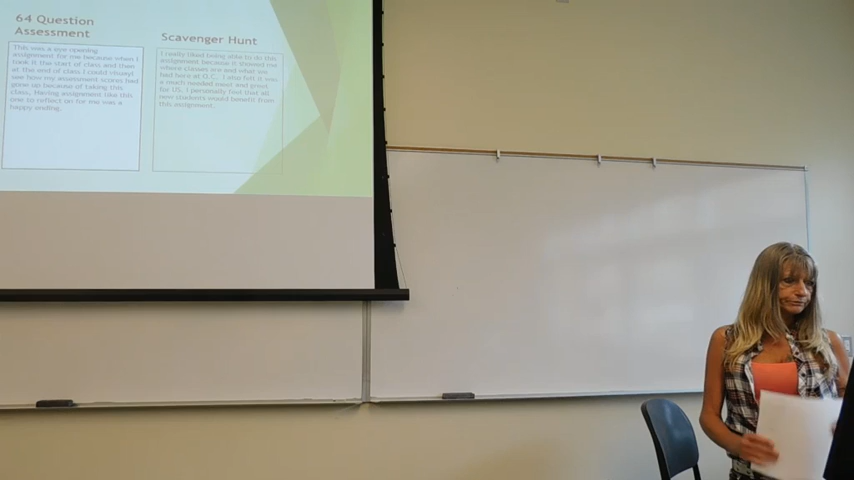 64 Question
Assessment
This was a eye opening
assignment for me because when I
took it the start of class and then
at the end of class I could visual
see how my assessment scores had
gone up because of taking this
class. Having assignment like this
one to reflect on for me was a
happy ending.
Scavenger Hunt
I really liked being able to do this
assignment because it showed me
where classes are and what we
had here at O.C. I also felt it was
a much needed need and great
for US. I personally feel that all
new students would benefit from
this assignment.